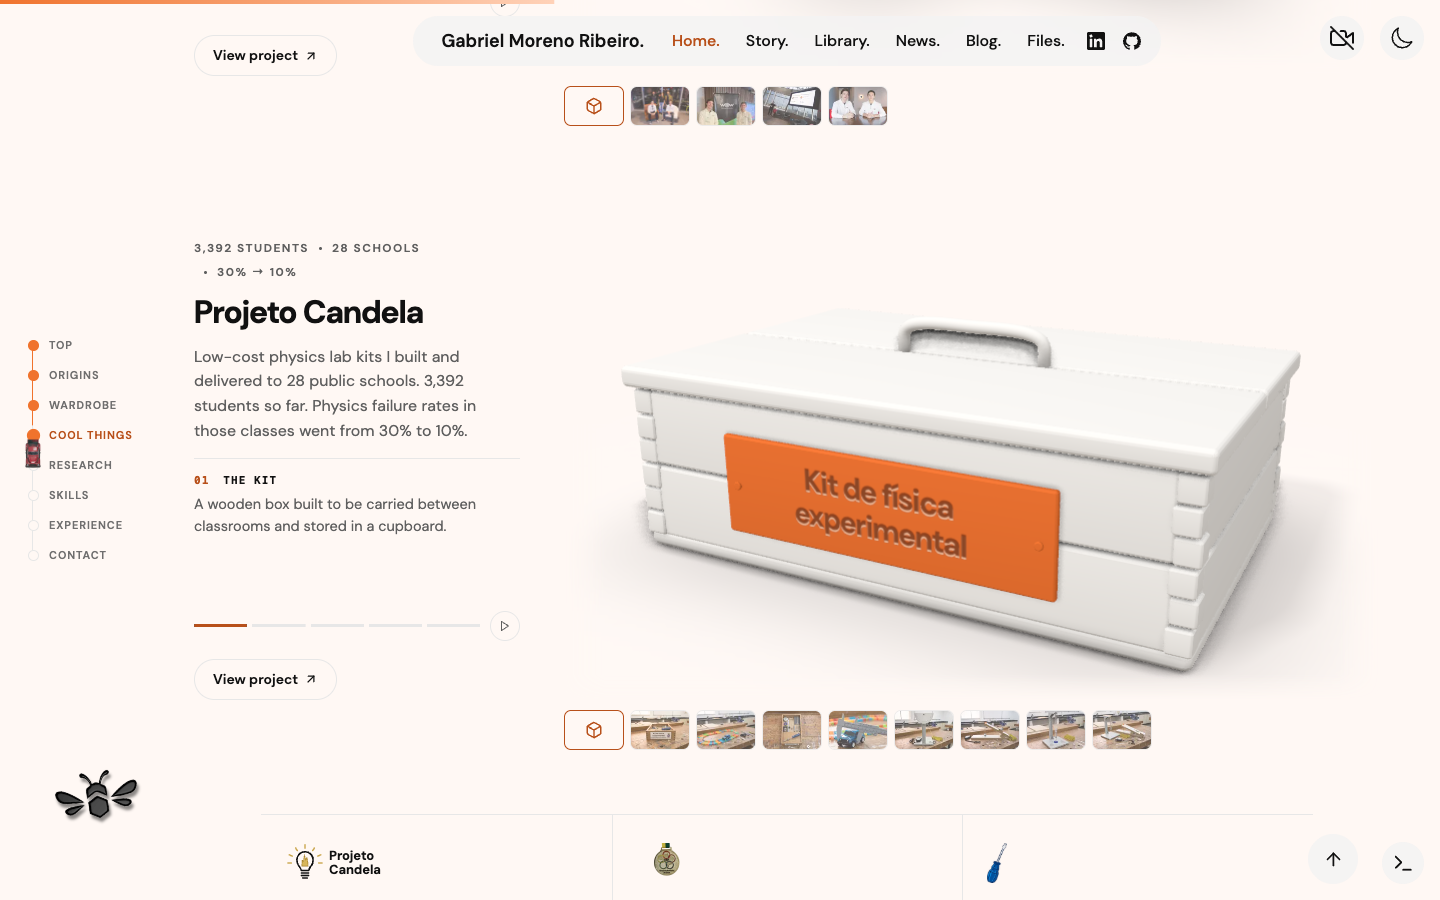 View project
Gabriel Moreno Ribeiro.
Home. Story. Library. News. Blog. Files.
3,392 STUDENTS • 28 SCHOOLS
• 30% → 10%
Projeto Candela
Low-cost physics lab kits I built and
delivered to 28 public schools. 3,392
students so far. Physics failure rates in
those classes went from 30% to 10%.
01 THE KIT
A wooden box built to be carried between
classrooms and stored in a cupboard.
View project
TOP
ORIGINS
WARDROBE
COOL THINGS
RESEARCH
SKILLS
EXPERIENCE
CONTACT
Kit de física
experimental
Projeto
Candela